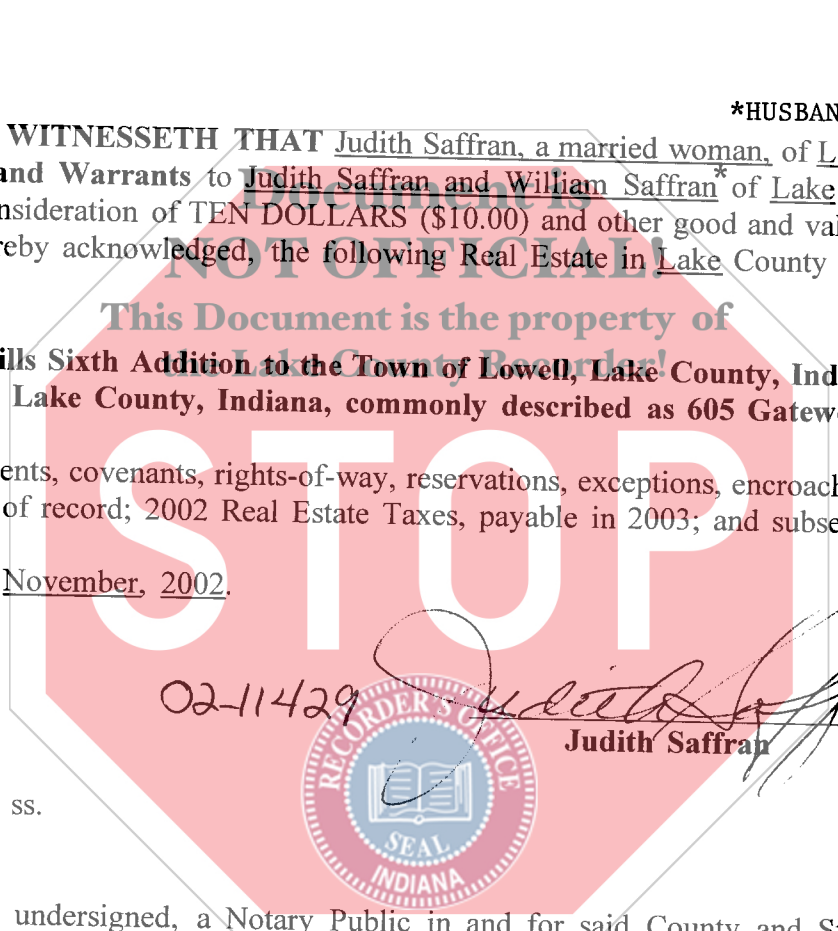 *HUSBAN
WITNESSETH THAT Judith Saffran, a married woman, of L
and Warrants to Judith Saffran and William Saffran* of Lake
nsideration of TEN DOLLARS ($10.00) and other good and val
reby acknowledged, the following Real Estate in Lake County
Document is
NOT OFFICIAL!
This Document is the property of
the Lake County Recorder!
ills Sixth Addition to the Town of Lowell, Lake County, Ind
Lake County, Indiana, commonly described as 605 Gatew
STOP
ents, covenants, rights-of-way, reservations, exceptions, encroach
of record; 2002 Real Estate Taxes, payable in 2003; and subse
November, 2002.
02-11429 Judith Saff
Judith Saffran
RECORDER'S OFFICE
SEAL
INDIANA
ss.
undersigned, a Notary Public in and for said County and S